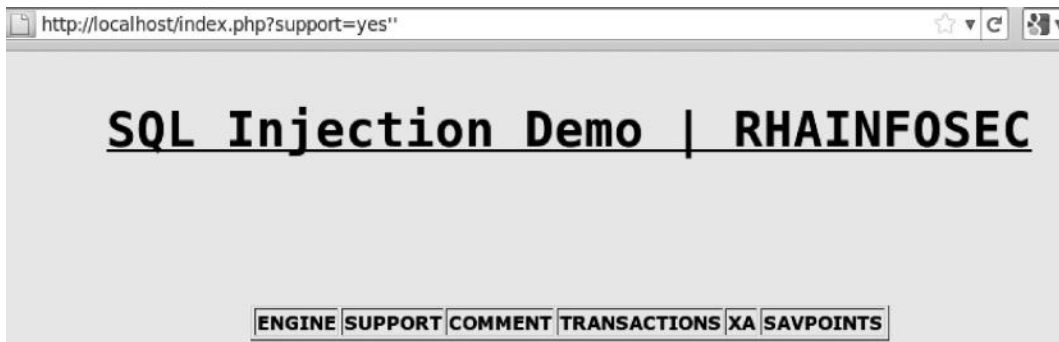 http://localhost/index.php?support=yes''
SQL Injection Demo | RHAINFOSEC
ENGINE SUPPORT COMMENT TRANSACTIONS XA SAVPOINTS